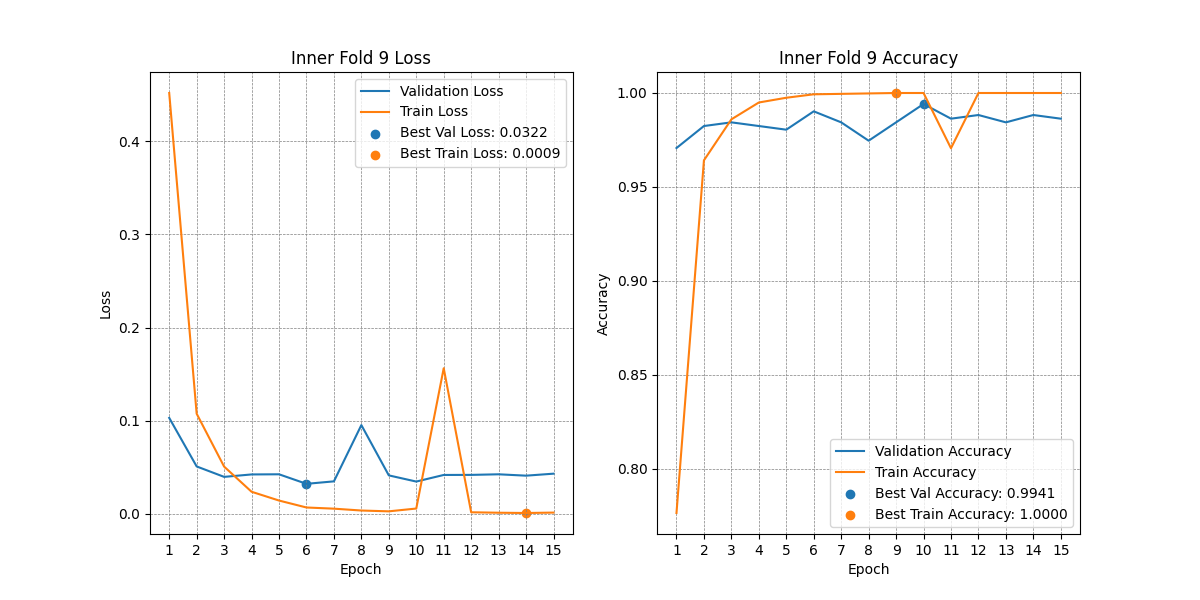 Inner Fold 9 Loss
Validation Loss
Train Loss
Best Val Loss: 0.0322
Best Train Loss: 0.0009
0.4
0.3
0.2
0.1
0.0
Loss
1 2 3 4 5 6 7 8 9 10 11 12 13 14 15
Epoch
Inner Fold 9 Accuracy
1.00
0.95
0.90
0.85
0.80
Accuracy
Validation Accuracy
Train Accuracy
Best Val Accuracy: 0.9941
Best Train Accuracy: 1.0000
1 2 3 4 5 6 7 8 9 10 11 12 13 14 15
Epoch